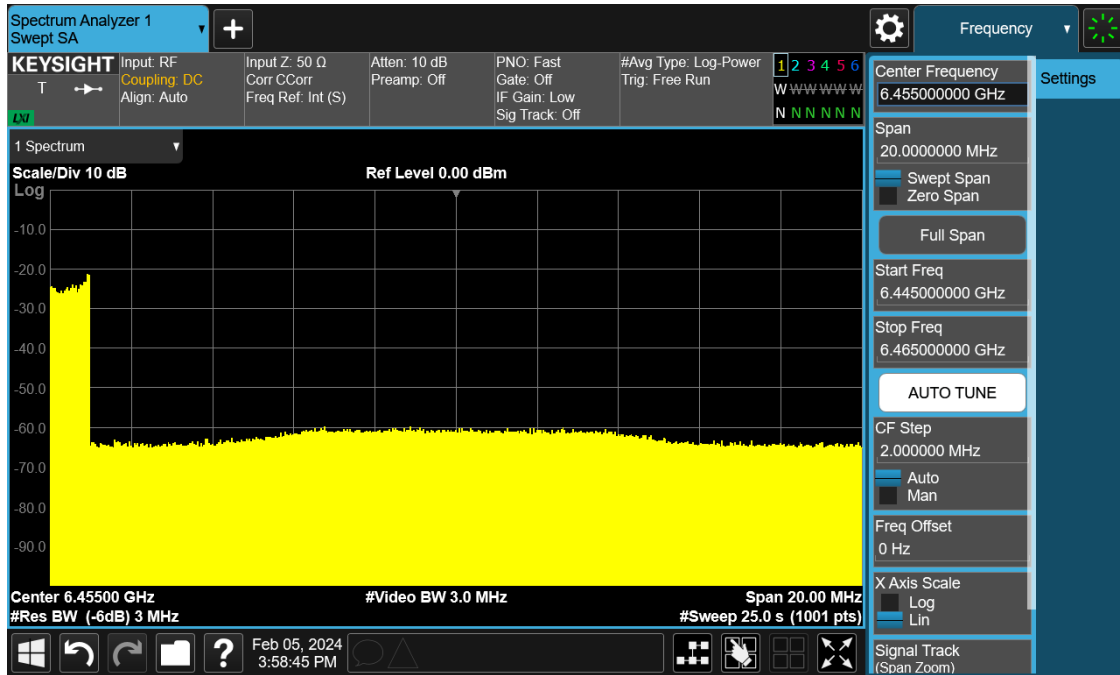 Spectrum Analyzer 1
Swept SA
+
Frequency
KEYSIGHT
T
LXI
Input: RF
Coupling: DC
Align: Auto
Input Z: 50 Ω
Corr CCorr
Freq Ref: Int (S)
Atten: 10 dB
Preamp: Off
PNO: Fast
Gate: Off
IF Gain: Low
Sig Track: Off
#Avg Type: Log-Power
Trig: Free Run
1 2 3 4 5 6
W W W W W W
N N N N N N
1 Spectrum
Scale/Div 10 dB
Ref Level 0.00 dBm
Log
-10.0
-20.0
-30.0
-40.0
-50.0
-60.0
-70.0
-80.0
-90.0
Center 6.45500 GHz
#Video BW 3.0 MHz
Span 20.00 MHz
#Res BW (-6dB) 3 MHz
#Sweep 25.0 s (1001 pts)
?
Feb 05, 2024
3:58:45 PM
Center Frequency
6.455000000 GHz
Span
20.0000000 MHz
Swept Span
Zero Span
Full Span
Start Freq
6.445000000 GHz
Stop Freq
6.465000000 GHz
AUTO TUNE
CF Step
2.000000 MHz
Auto
Man
Freq Offset
0 Hz
X Axis Scale
Log
Lin
Signal Track
(Span Zoom)
Settings